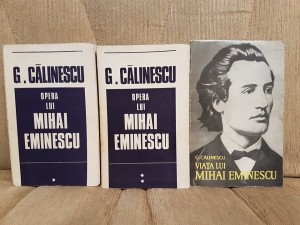 G. CĂLINESCU
OPERA
LUI
MIHAI
EMINESCU
G. CĂLINESCU
OPERA
LUI
MIHAI
EMINESCU
G. CĂLINESCU
VIAȚA LUI
MIHAI EMINESCU